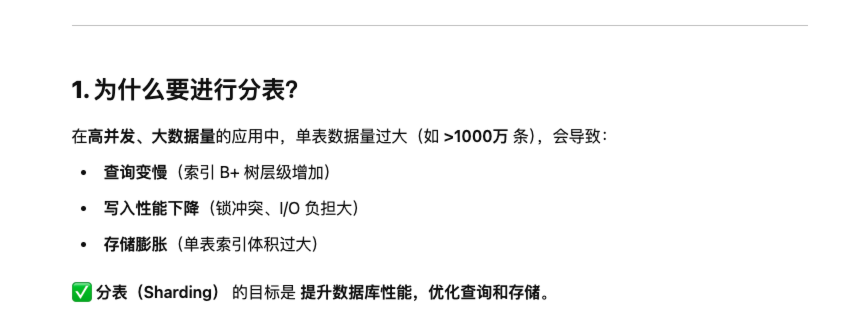 1. 为什么要进行分表?
在高并发、大数据量的应用中，单表数据量过大（如 >1000万 条），会导致：
• 查询变慢（索引 B+ 树层级增加）
• 写入性能下降（锁冲突、I/O 负担大）
• 存储膨胀（单表索引体积过大）
✅ 分表（Sharding） 的目标是 提升数据库性能，优化查询和存储。